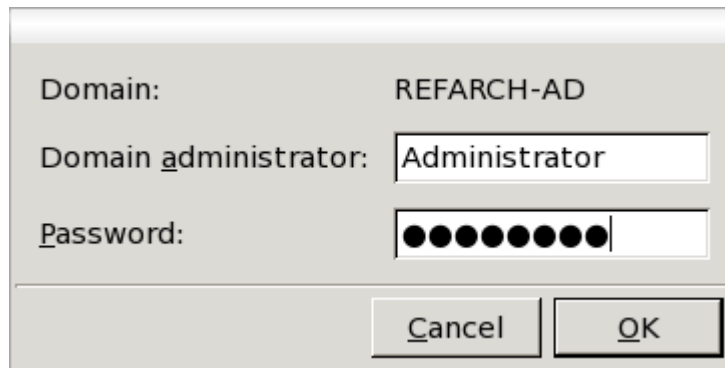 Domain: REFARCH-AD
Domain administrator: Administrator
Password: ●●●●●●●●
Cancel OK